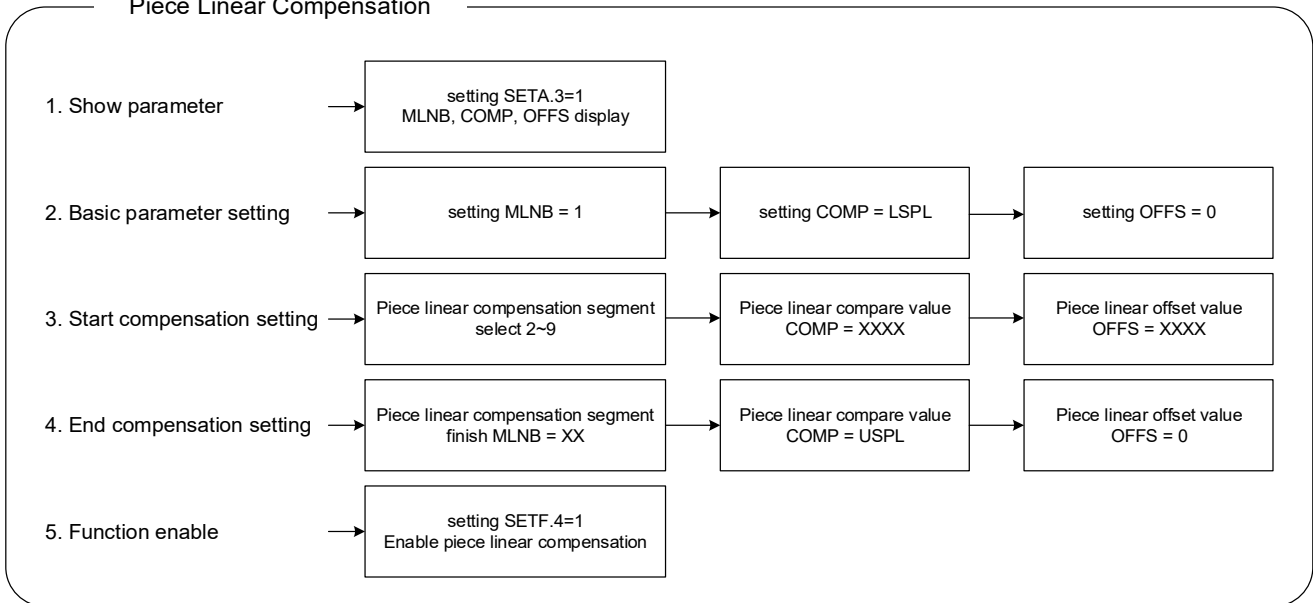 Piece Linear Compensation
1. Show parameter
setting SETA.3=1
MLNB, COMP, OFFS display
2. Basic parameter setting
setting MLNB = 1
setting COMP = LSPL
setting OFFS = 0
3. Start compensation setting
Piece linear compensation segment
select 2~9
Piece linear compare value
COMP = XXXX
Piece linear offset value
OFFS = XXXX
4. End compensation setting
Piece linear compensation segment
finish MLNB = XX
Piece linear compare value
COMP = USPL
Piece linear offset value
OFFS = 0
5. Function enable
setting SETF.4=1
Enable piece linear compensation